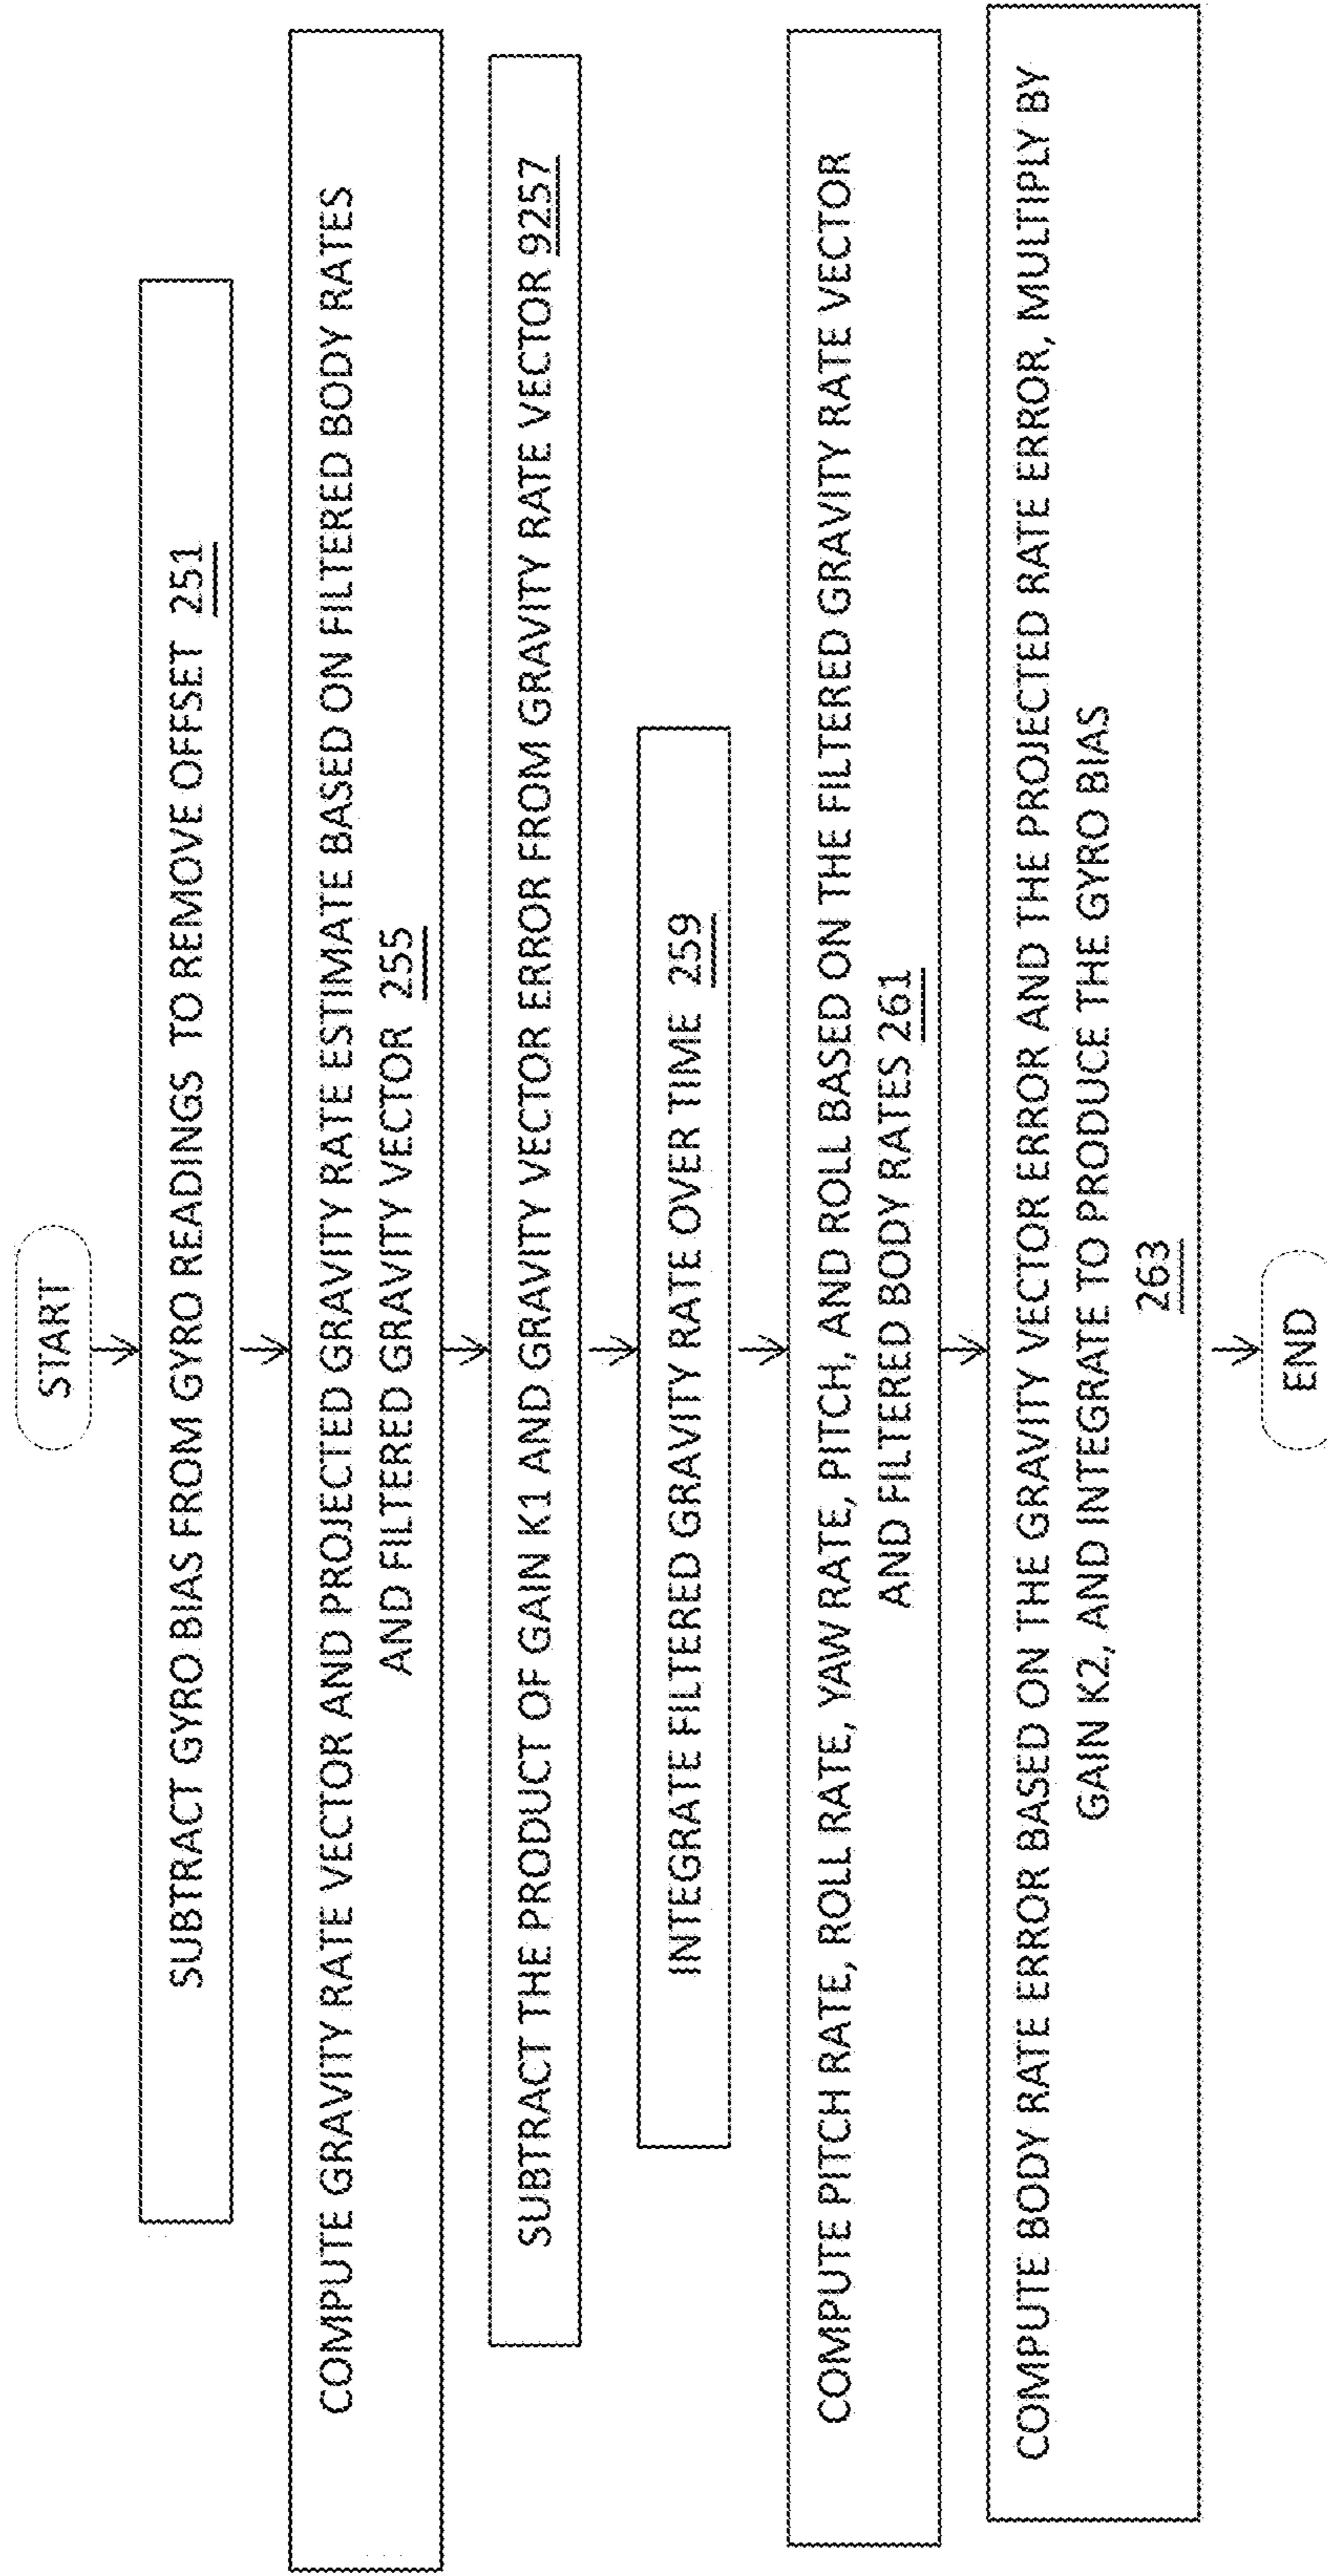 START
SUBTRACT GYRO BIAS FROM GYRO READINGS TO REMOVE OFFSET 251
COMPUTE GRAVITY RATE VECTOR AND PROJECTED GRAVITY RATE ESTIMATE BASED ON FILTERED BODY RATES
AND FILTERED GRAVITY VECTOR 255
SUBTRACT THE PRODUCT OF GAIN K1 AND GRAVITY VECTOR ERROR FROM GRAVITY RATE VECTOR 9257
INTEGRATE FILTERED GRAVITY RATE OVER TIME 259
COMPUTE PITCH RATE, ROLL RATE, YAW RATE, PITCH, AND ROLL BASED ON THE FILTERED GRAVITY RATE VECTOR
AND FILTERED BODY RATES 261
COMPUTE BODY RATE ERROR BASED ON THE GRAVITY VECTOR ERROR AND THE PROJECTED RATE ERROR, MULTIPLY BY
GAIN K2, AND INTEGRATE TO PRODUCE THE GYRO BIAS
263
END